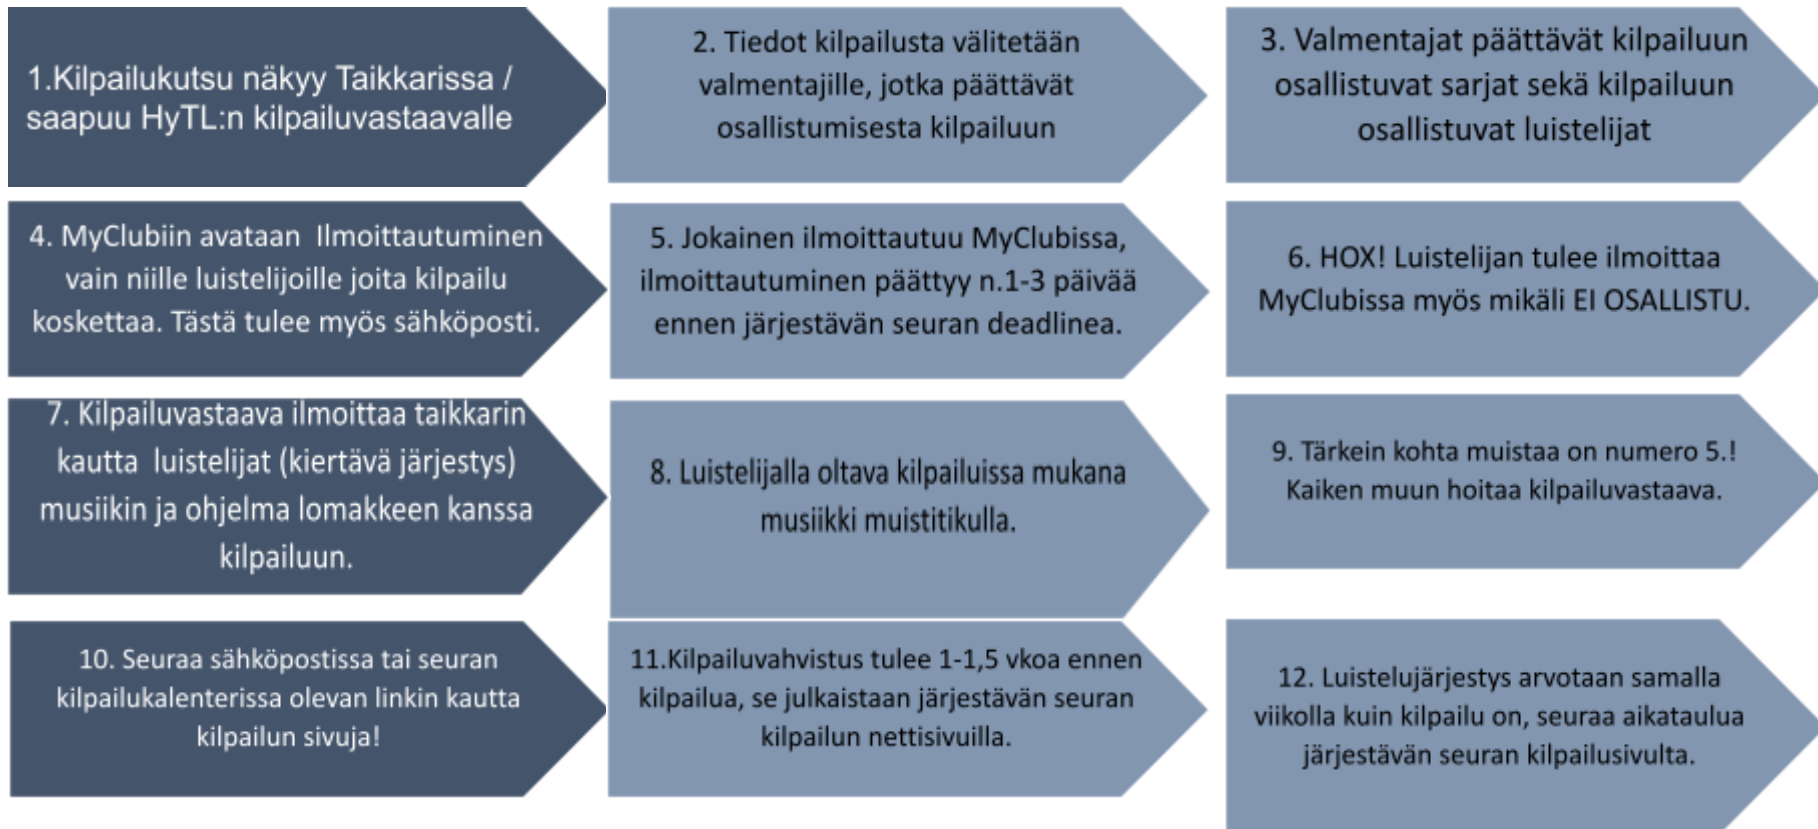 1.Kilpailukutsu näkyy Taikkarissa /
saapuu HyTL:n kilpailuvastaavalle
2. Tiedot kilpailusta välitetään
valmentajille, jotka päättävät
osallistumisesta kilpailuun
3. Valmentajat päättävät kilpailuun
osallistuvat sarjat sekä kilpailuun
osallistuvat luistelijat
4. MyClubiin avataan Ilmoittautuminen
vain niille luistelijoille joita kilpailu
koskettaa. Tästä tulee myös sähköposti.
5. Jokainen ilmoittautuu MyClubissa,
ilmoittautuminen päättyy n.1-3 päivää
ennen järjestävän seuran deadlinea.
6. HOX! Luistelijan tulee ilmoittaa
MyClubissa myös mikäli EI OSALLISTU.
7. Kilpailuvastaava ilmoittaa taikkarin
kautta luistelijat (kiertävä järjestys)
musiikin ja ohjelma lomakkeen kanssa
kilpailuun.
8. Luistelijalla oltava kilpailuissa mukana
musiikki muistitikulla.
9. Tärkein kohta muistaa on numero 5.!
Kaiken muun hoitaa kilpailuvastaava.
10. Seuraa sähköpostissa tai seuran
kilpailukalenterissa olevan linkin kautta
kilpailun sivuja!
11.Kilpailuvahvistus tulee 1-1,5 vkoa ennen
kilpailua, se julkaistaan järjestävän seuran
kilpailun nettisivuilla.
12. Luistelujärjestys arvotaan samalla
viikolla kuin kilpailu on, seuraa aikataulua
järjestävän seuran kilpailusivulta.